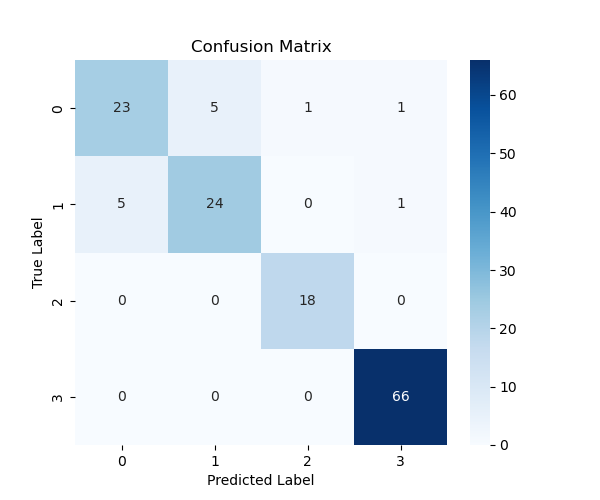 Confusion Matrix
True Label
0 23 5 1 1
1 5 24 0 1
2 0 0 18 0
3 0 0 0 66
0 1 2 3
Predicted Label
60
50
40
30
20
10
0